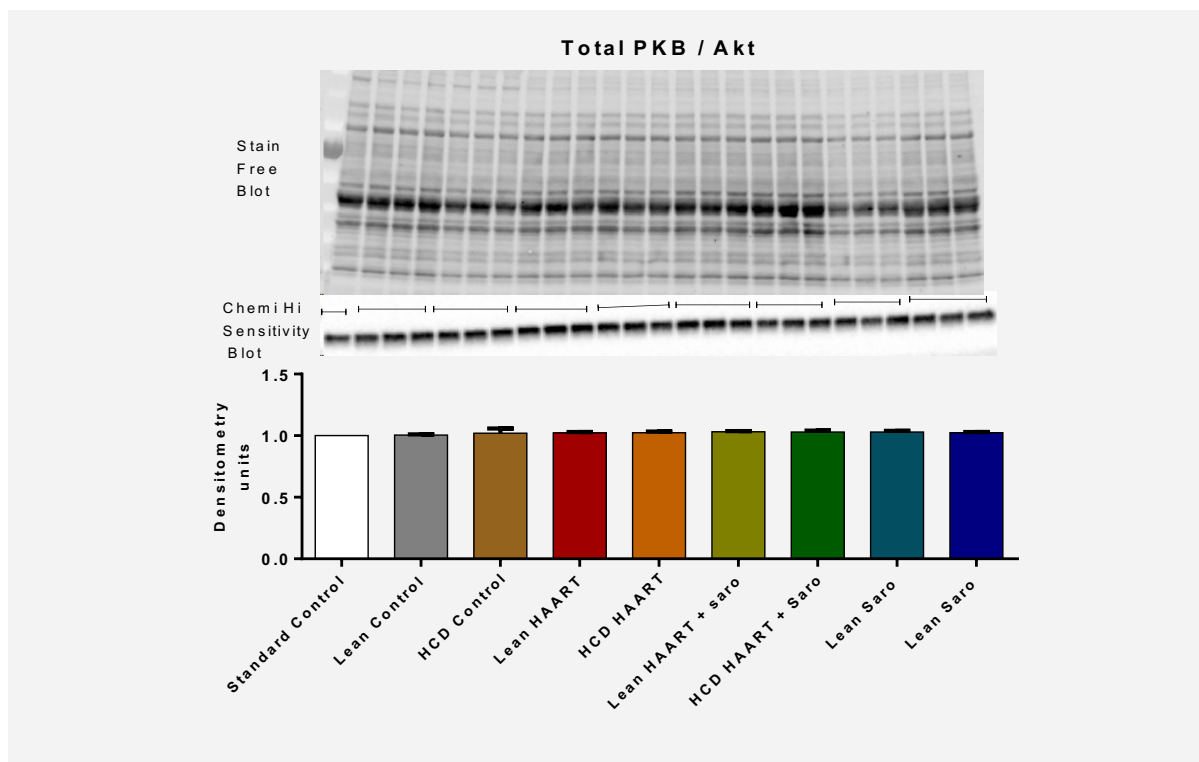 Total PKB / Akt
Stain
Free
Blot
Chemi Hi
Sensitivity
Blot
1.5
1.0
0.5
0.0
Densitometry
units
Standard Control
Lean Control
HCD Control
Lean HAART
HCD HAART
Lean HAART + saro
HCD HAART + Saro
Lean Saro
Lean Saro